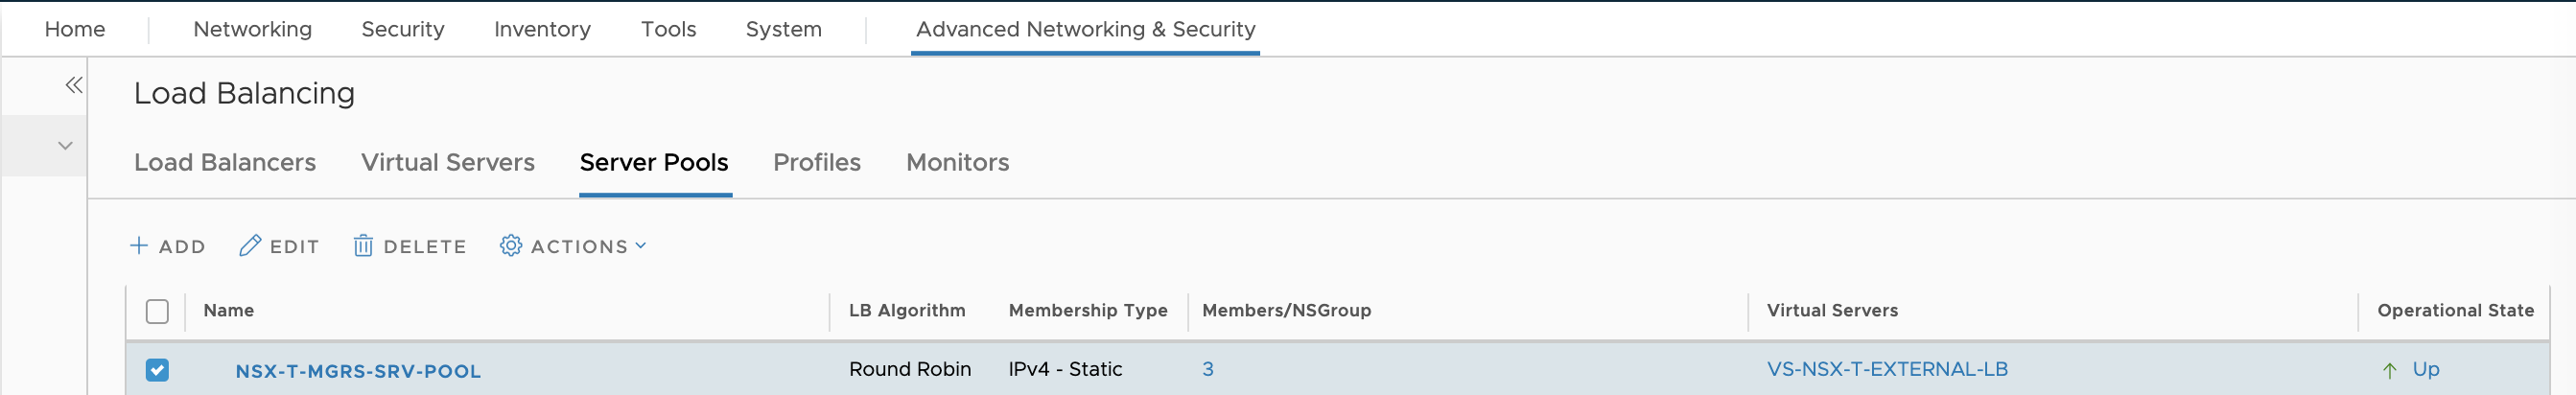 Home Networking Security Inventory Tools System Advanced Networking & Security
Load Balancing
Load Balancers Virtual Servers Server Pools Profiles Monitors
ADD EDIT DELETE ACTIONS
Name LB Algorithm Membership Type Members/NSGroup Virtual Servers Operational State
NSX-T-MGRS-SRV-POOL Round Robin IPv4 - Static 3 VS-NSX-T-EXTERNAL-LB Up